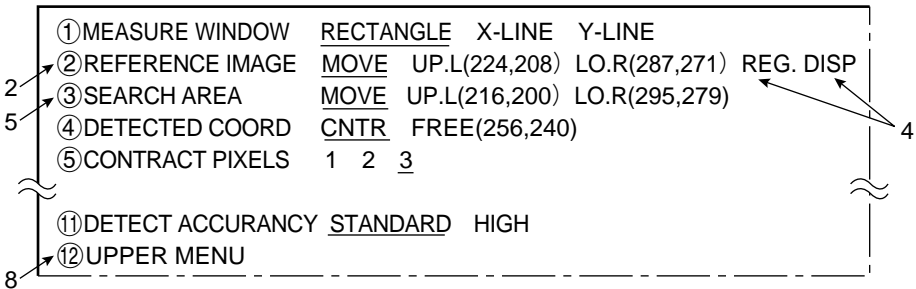 ①MEASURE WINDOW RECTANGLE X-LINE Y-LINE
②REFERENCE IMAGE MOVE UP.L(224,208) LO.R(287,271) REG. DISP
2
③SEARCH AREA MOVE UP.L(216,200) LO.R(295,279)
5
4
④DETECTED COORD CNTR FREE(256,240)
⑤CONTRACT PIXELS 1 2 3
⑪DETECT ACCURANCY STANDARD HIGH
⑫UPPER MENU
8